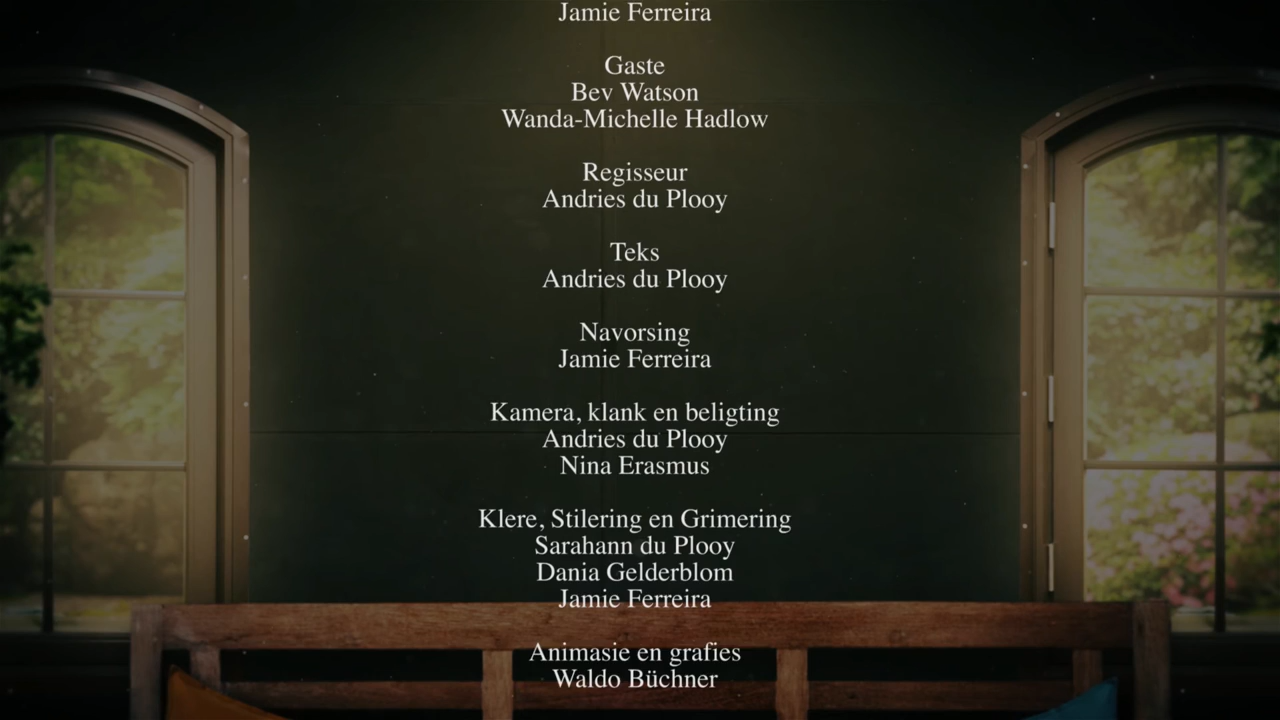 Jamie Ferreira
Gaste
Bev Watson
Wanda-Michelle Hadlow
Regisseur
Andries du Plooy
Teks
Andries du Plooy
Navorsing
Jamie Ferreira
Kamera, klank en beligting
Andries du Plooy
Nina Erasmus
Klere, Stilering en Grimering
Sarahann du Plooy
Dania Gelderblom
Jamie Ferreira
Animasie en grafies
Waldo Büchner